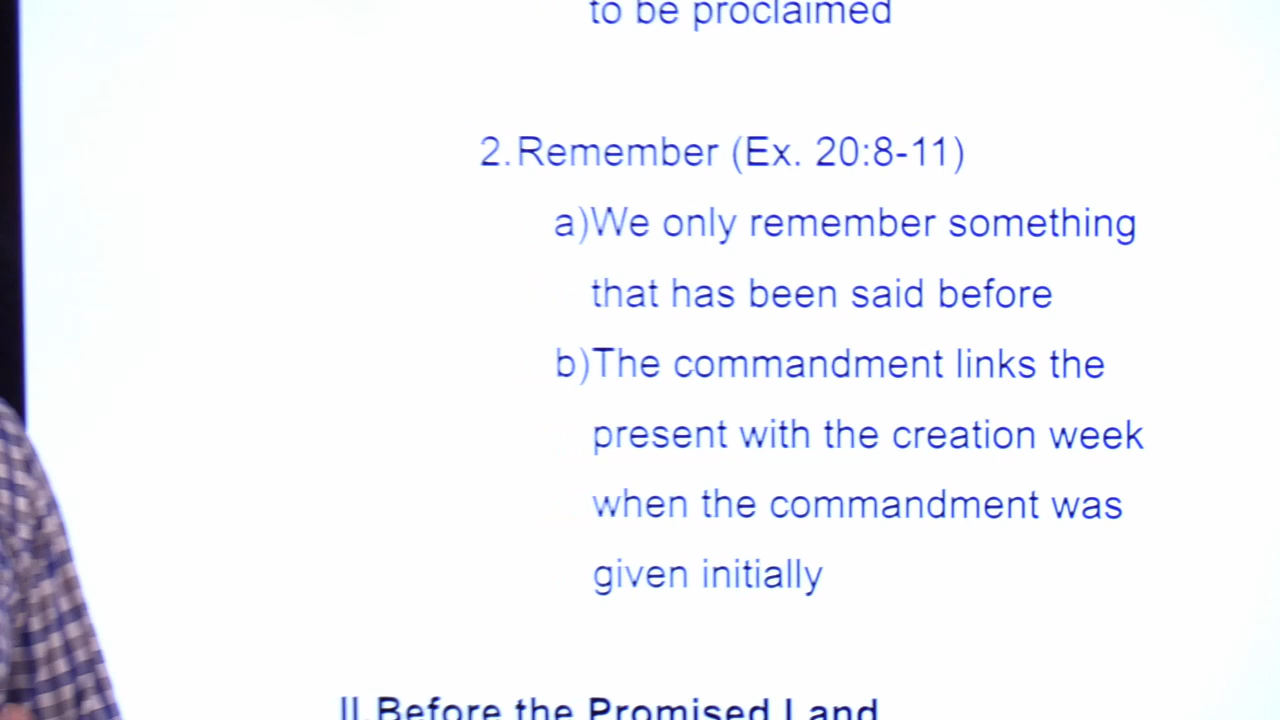 to be proclaimed
2. Remember (Ex. 20:8-11)
a) We only remember something
that has been said before
b) The commandment links the
present with the creation week
when the commandment was
given initially
II. Before the Promised Land